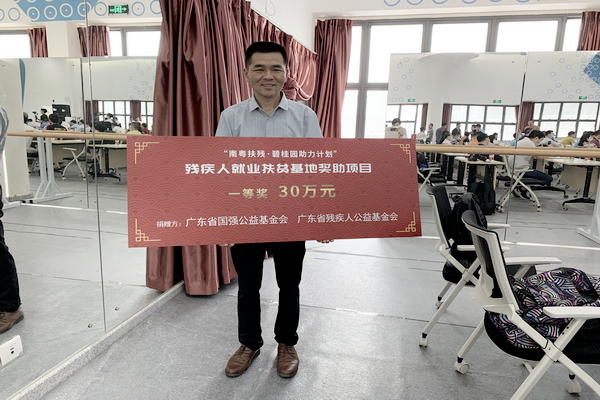 “南粤扶残·碧桂园助力计划”
残疾人就业扶贫基地奖助项目
一等奖 30万元
捐赠方：广东省国强公益基金会 广东省残疾人公益基金会